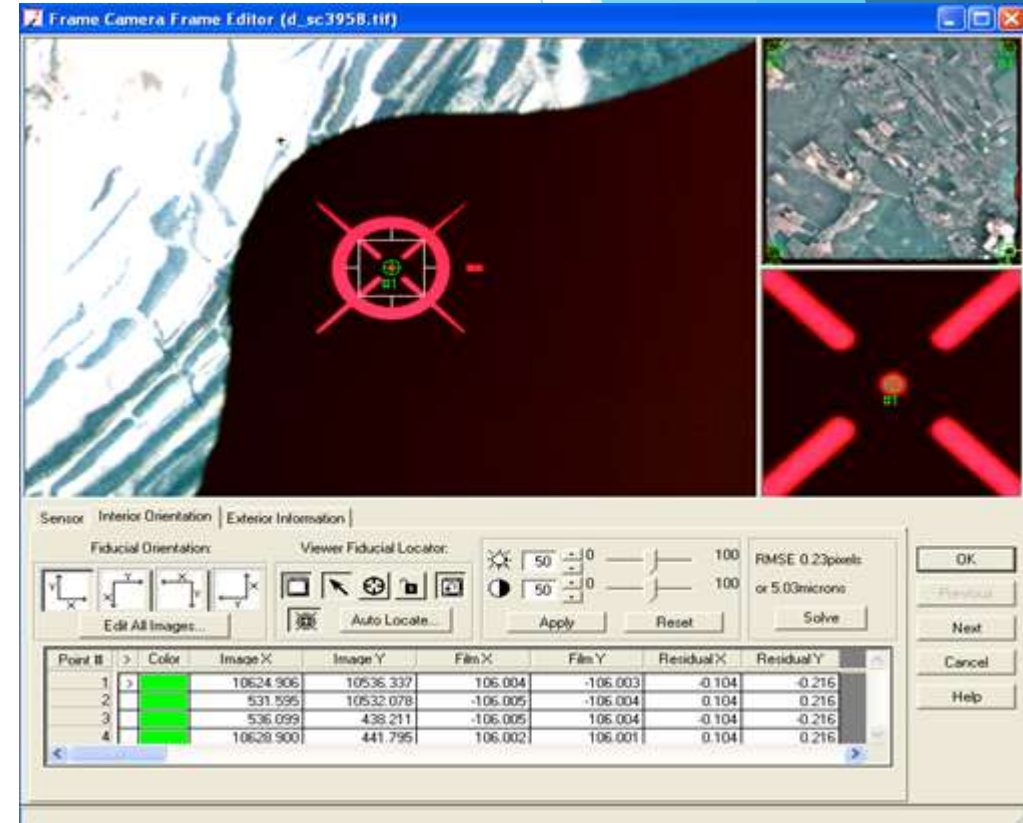 Frame Camera Frame Editor (d_sc3958.tif)
#1
#1
Sensor Interior Orientation Exterior Information
Fiducial Orientation: Viewer Fiducial Locator:
50 0 100
50 0 100
RMSE 0.23pixels
or 5.03microns
Edit All Images... Auto Locate... Apply Reset Solve
OK
Previous
Next
Cancel
Help
Point # > Color Image X Image Y Film X Film Y Residual X Residual Y
1 > 10624.906 10536.337 106.004 -106.003 -0.104 -0.216
2 531.595 10532.078 -106.005 -106.004 0.104 0.216
3 536.099 438.211 -106.005 106.004 -0.104 -0.216
4 10628.900 441.795 106.002 106.001 0.104 0.216